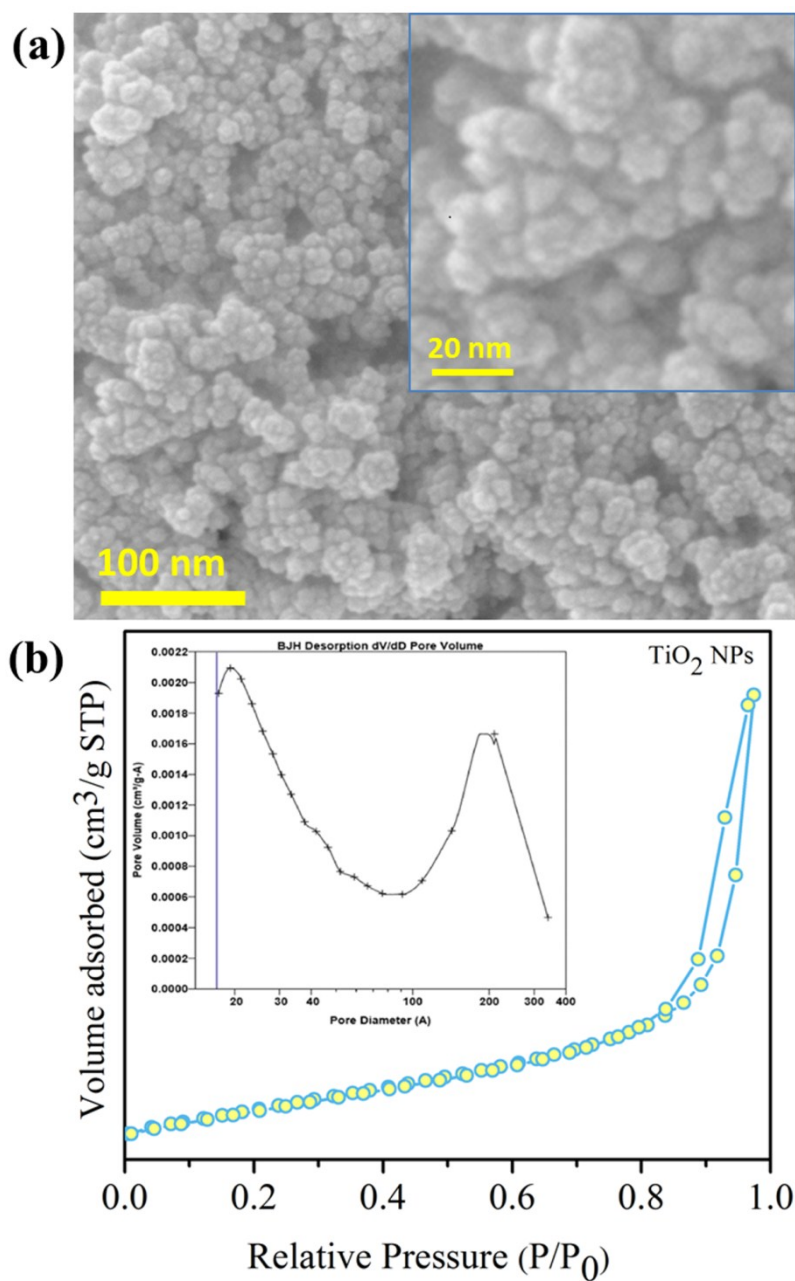 (a)
20 nm
100 nm
(b)
TiO2 NPs
BJH Desorption dV/dD Pore Volume
0.0022
0.0020
0.0018
0.0016
0.0014
0.0012
0.0010
0.0008
0.0006
0.0004
0.0002
0.0000
Pore Volume (cm³/g-A)
20 30 40 100 200 300 400
Pore Diameter (A)
Volume adsorbed (cm³/g STP)
0.0 0.2 0.4 0.6 0.8 1.0
Relative Pressure (P/P0)